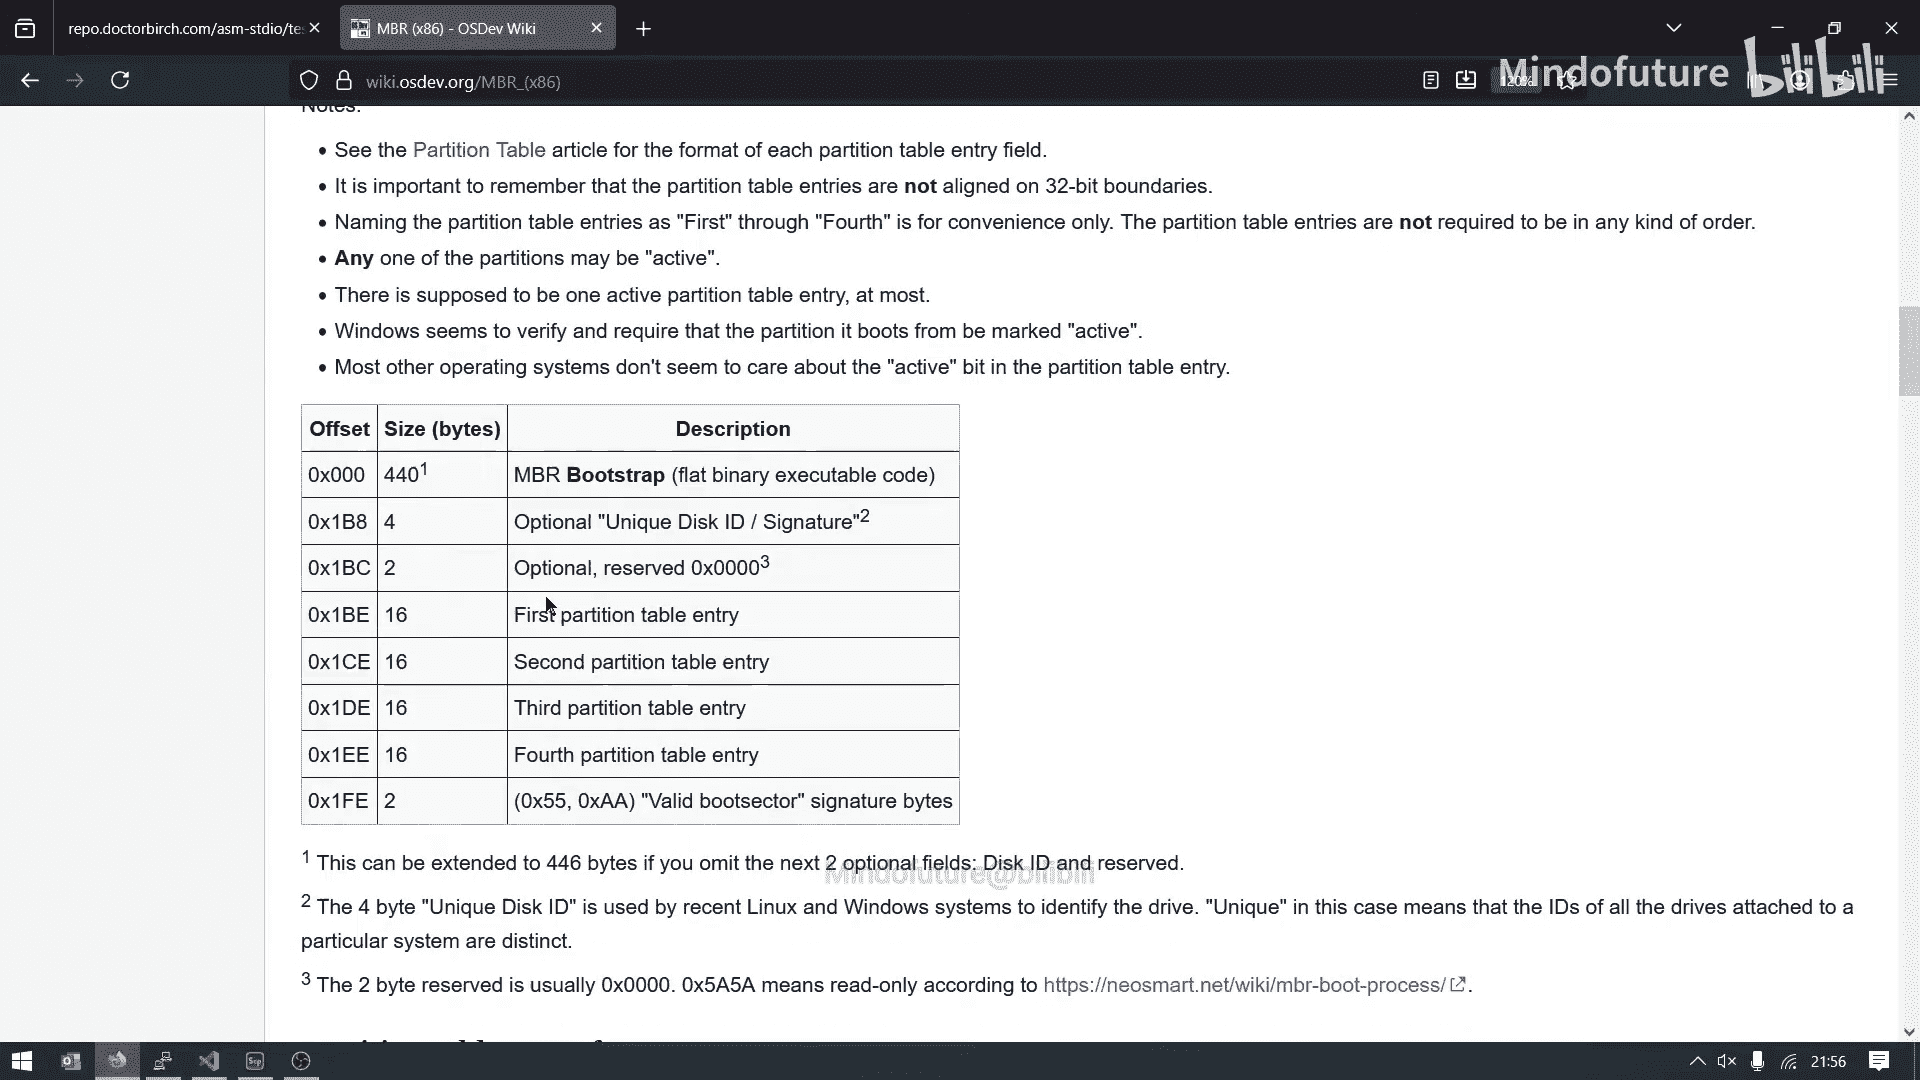 repo.doctorbirch.com/asm-stdio/te
MBR (x86) - OSDev Wiki
wiki.osdev.org/MBR_(x86)
120%
Mindofuture bilibili
Notes:
• See the Partition Table article for the format of each partition table entry field.
• It is important to remember that the partition table entries are not aligned on 32-bit boundaries.
• Naming the partition table entries as "First" through "Fourth" is for convenience only. The partition table entries are not required to be in any kind of order.
• Any one of the partitions may be "active".
• There is supposed to be one active partition table entry, at most.
• Windows seems to verify and require that the partition it boots from be marked "active".
• Most other operating systems don't seem to care about the "active" bit in the partition table entry.
Offset Size (bytes) Description
0x000 440¹ MBR Bootstrap (flat binary executable code)
0x1B8 4 Optional "Unique Disk ID / Signature"²
0x1BC 2 Optional, reserved 0x0000³
0x1BE 16 First partition table entry
0x1CE 16 Second partition table entry
0x1DE 16 Third partition table entry
0x1EE 16 Fourth partition table entry
0x1FE 2 (0x55, 0xAA) "Valid bootsector" signature bytes
¹ This can be extended to 446 bytes if you omit the next 2 optional fields: Disk ID and reserved.
Mindofuture@bilibili
² The 4 byte "Unique Disk ID" is used by recent Linux and Windows systems to identify the drive. "Unique" in this case means that the IDs of all the drives attached to a
particular system are distinct.
³ The 2 byte reserved is usually 0x0000. 0x5A5A means read-only according to https://neosmart.net/wiki/mbr-boot-process/.
21:56